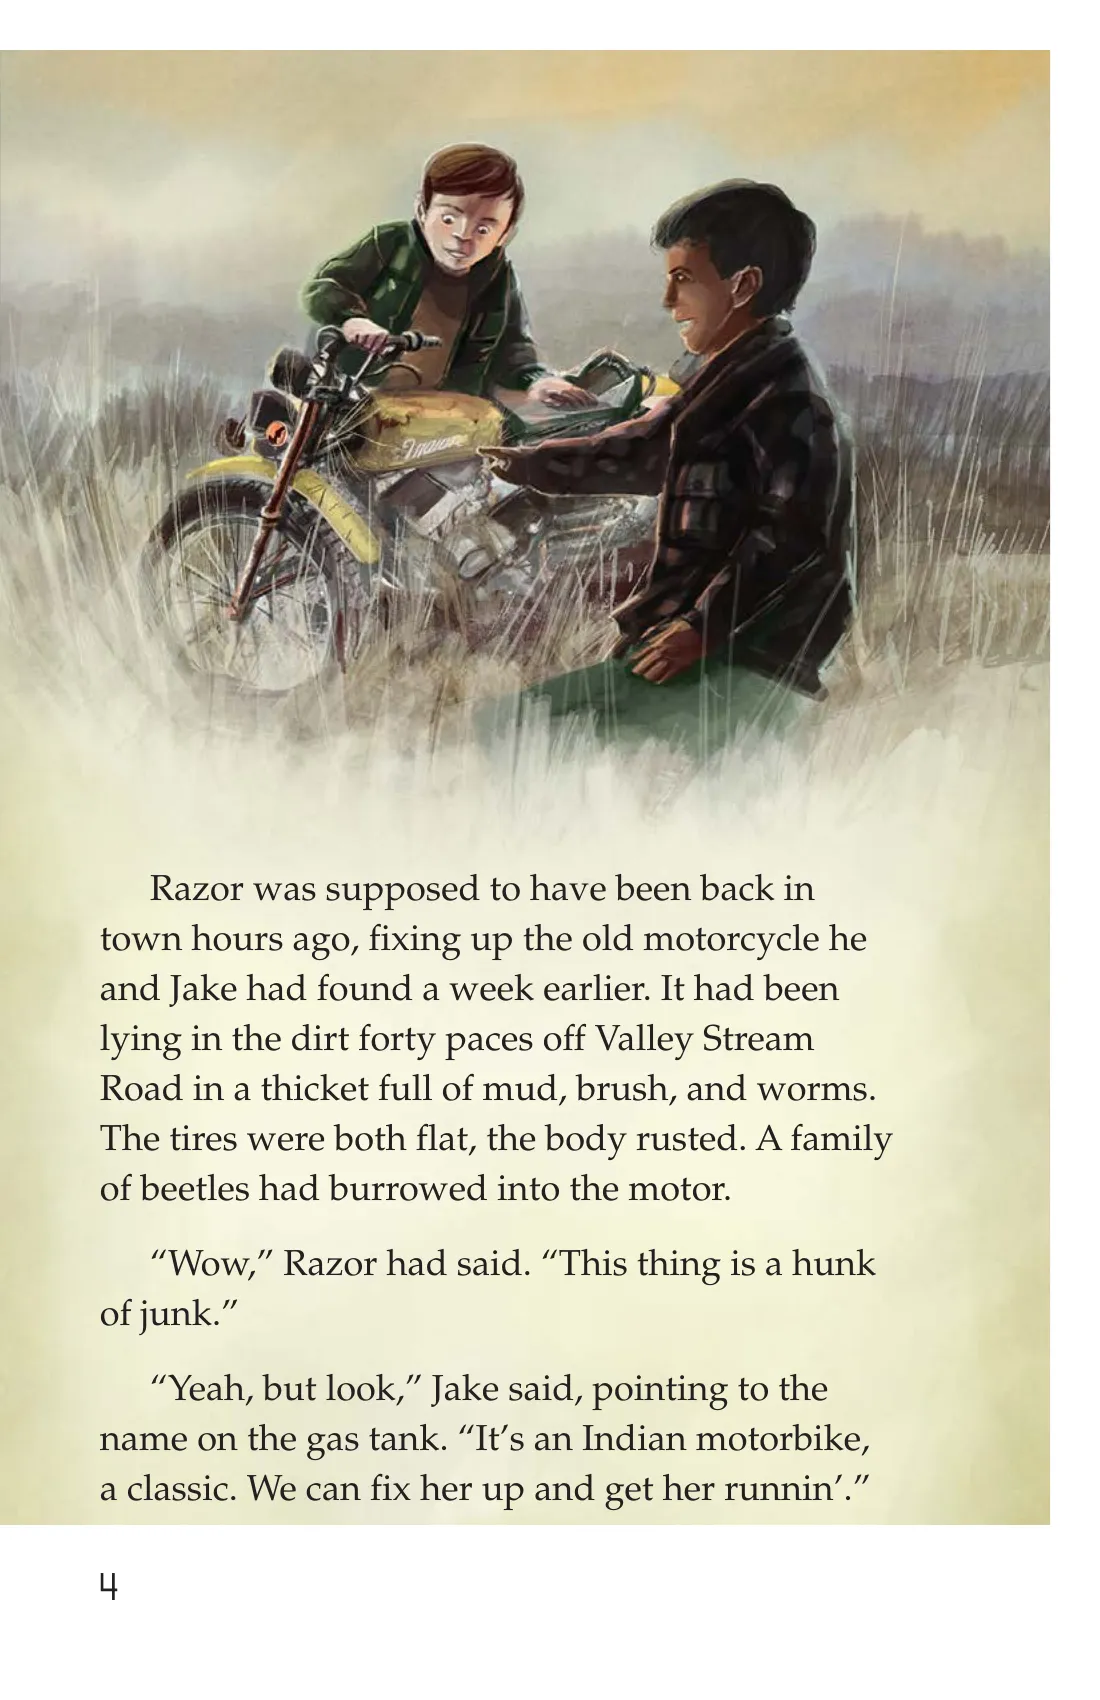 Indian
Razor was supposed to have been back in
town hours ago, fixing up the old motorcycle he
and Jake had found a week earlier. It had been
lying in the dirt forty paces off Valley Stream
Road in a thicket full of mud, brush, and worms.
The tires were both flat, the body rusted. A family
of beetles had burrowed into the motor.
“Wow,” Razor had said. “This thing is a hunk
of junk.”
“Yeah, but look,” Jake said, pointing to the
name on the gas tank. “It’s an Indian motorbike,
a classic. We can fix her up and get her runnin’.”
4